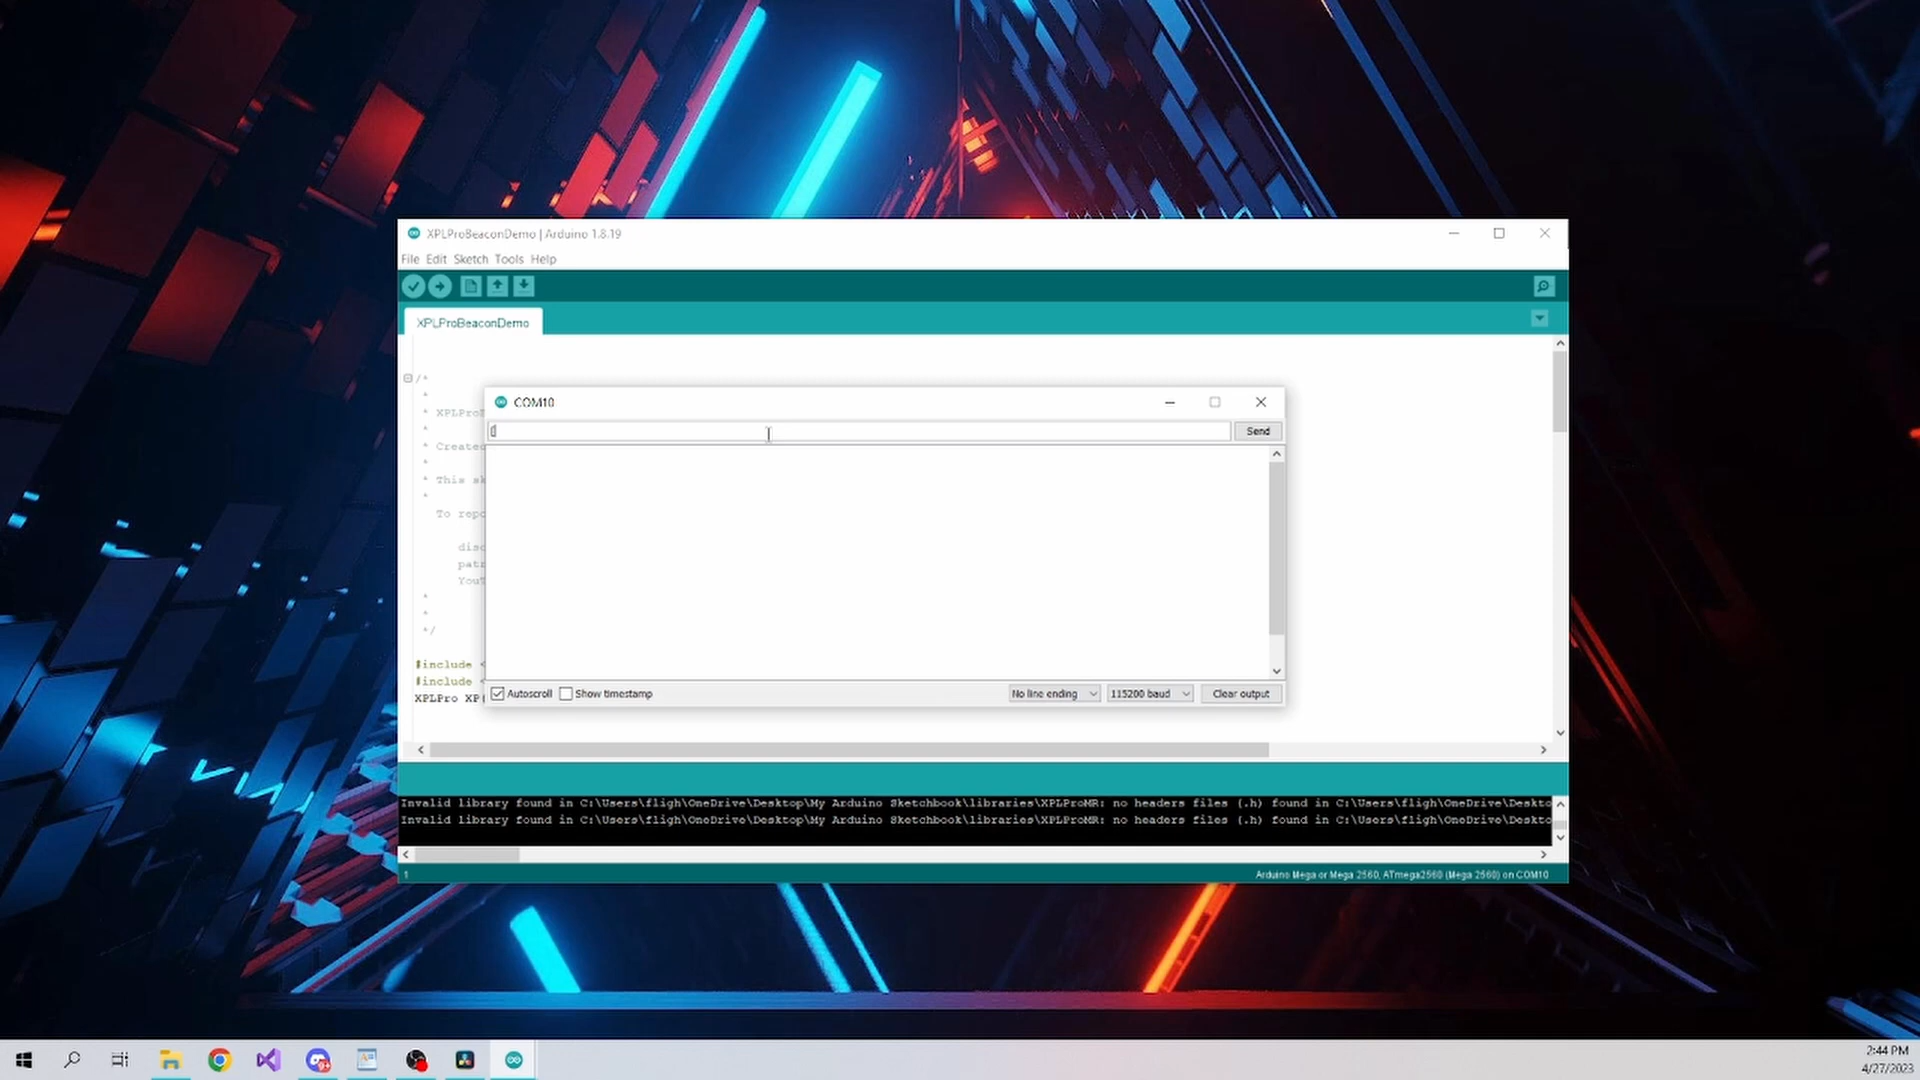 XPLProBeaconDemo | Arduino 1.8.19
File Edit Sketch Tools Help
XPLProBeaconDemo
/*
*
* XPLProB
*
* Created
*
* This sk
*
To repo
disc
patr
YouT
*
*
*/
#include <
#include <
XPLPro XP(
COM10
[
Send
Autoscroll Show timestamp
No line ending 115200 baud Clear output
Invalid library found in C:\Users\fligh\OneDrive\Desktop\My Arduino Sketchbook\libraries\XPLProMR: no headers files (.h) found in C:\Users\fligh\OneDrive\Deskto
Invalid library found in C:\Users\fligh\OneDrive\Desktop\My Arduino Sketchbook\libraries\XPLProMR: no headers files (.h) found in C:\Users\fligh\OneDrive\Deskto
1
Arduino Mega or Mega 2560, ATmega2560 (Mega 2560) on COM10
2:44 PM
4/27/2023